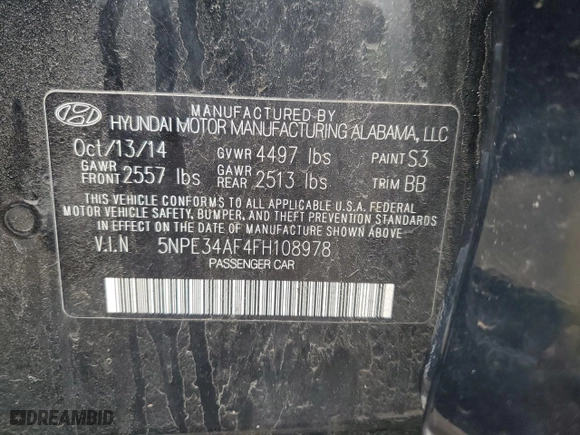 MANUFACTURED BY
HYUNDAI MOTOR MANUFACTURING ALABAMA, LLC
Oct/13/14 GVWR 4497 lbs PAINT S3
GAWR FRONT 2557 lbs GAWR REAR 2513 lbs TRIM BB
THIS VEHICLE CONFORMS TO ALL APPLICABLE U.S.A. FEDERAL
MOTOR VEHICLE SAFETY, BUMPER, AND THEFT PREVENTION STANDARDS
IN EFFECT ON THE DATE OF MANUFACTURE SHOWN ABOVE.
V.I.N 5NPE34AF4FH108978
PASSENGER CAR
DREAMBID